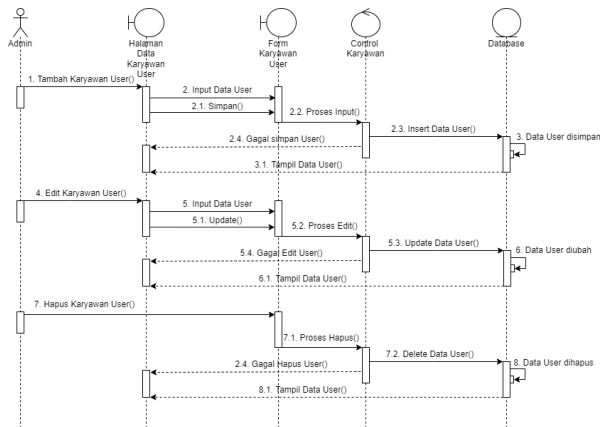 Admin
Halaman
Data
Karyawan
User
Form
Karyawan
User
Control
Karyawan
Database
1. Tambah Karyawan User()
2. Input Data User
2.1. Simpan()
2.2. Proses Input()
2.3. Insert Data User()
3. Data User disimpan
2.4. Gagal simpan User()
3.1. Tampil Data User()
4. Edit Karyawan User()
5. Input Data User
5.1. Update()
5.2. Proses Edit()
5.3. Update Data User()
6. Data User diubah
5.4. Gagal Edit User()
6.1. Tampil Data User()
7. Hapus Karyawan User()
7.1. Proses Hapus()
7.2. Delete Data User()
8. Data User dihapus
2.4. Gagal Hapus User()
8.1. Tampil Data User()